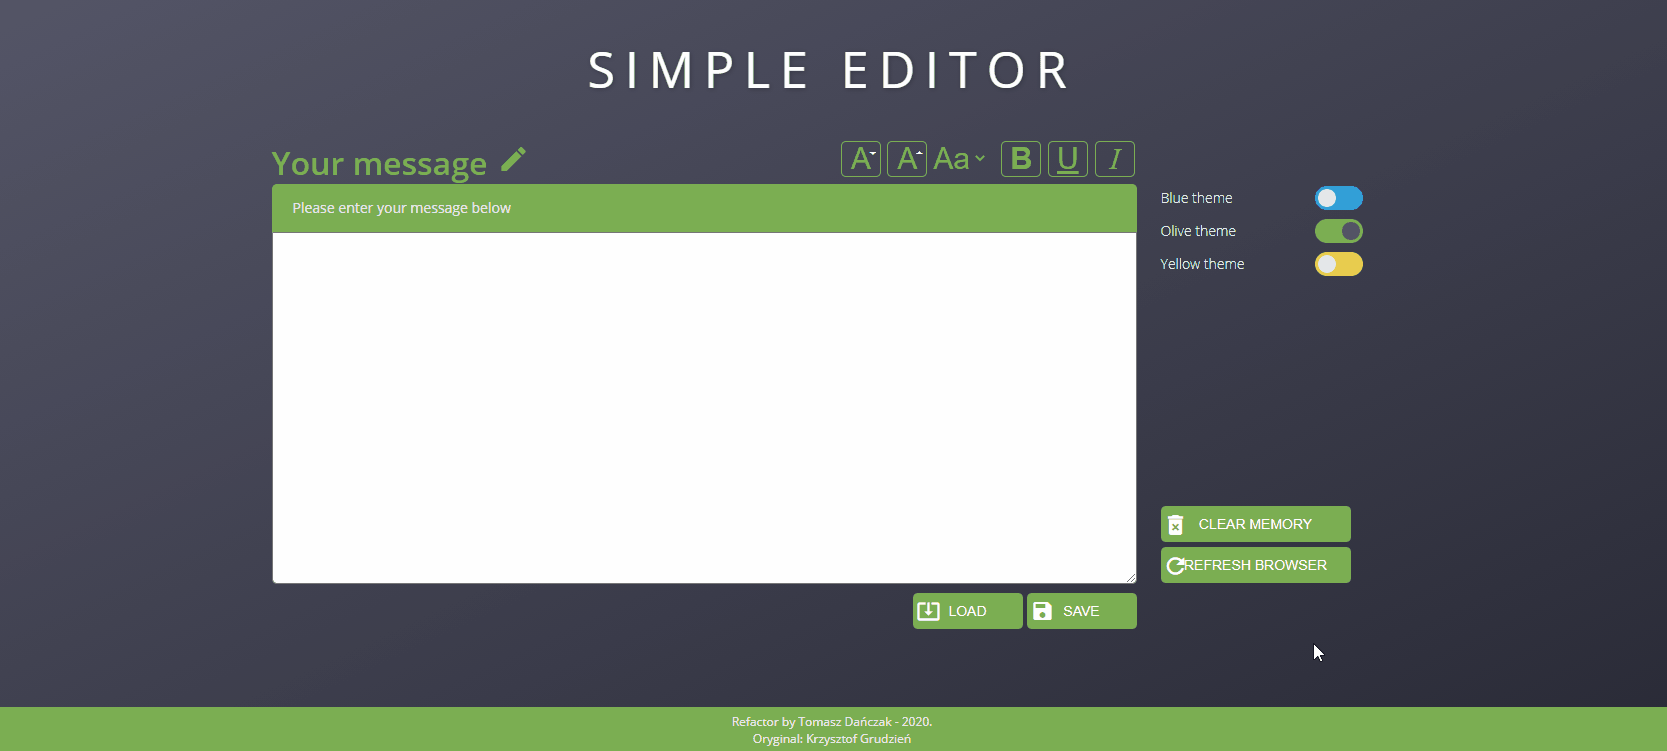 SIMPLE EDITOR
Your message
A A Aa B U I
Please enter your message below
Blue theme
Olive theme
Yellow theme
CLEAR MEMORY
REFRESH BROWSER
LOAD SAVE
Refactor by Tomasz Dańczak - 2020.
Oryginal: Krzysztof Grudzień